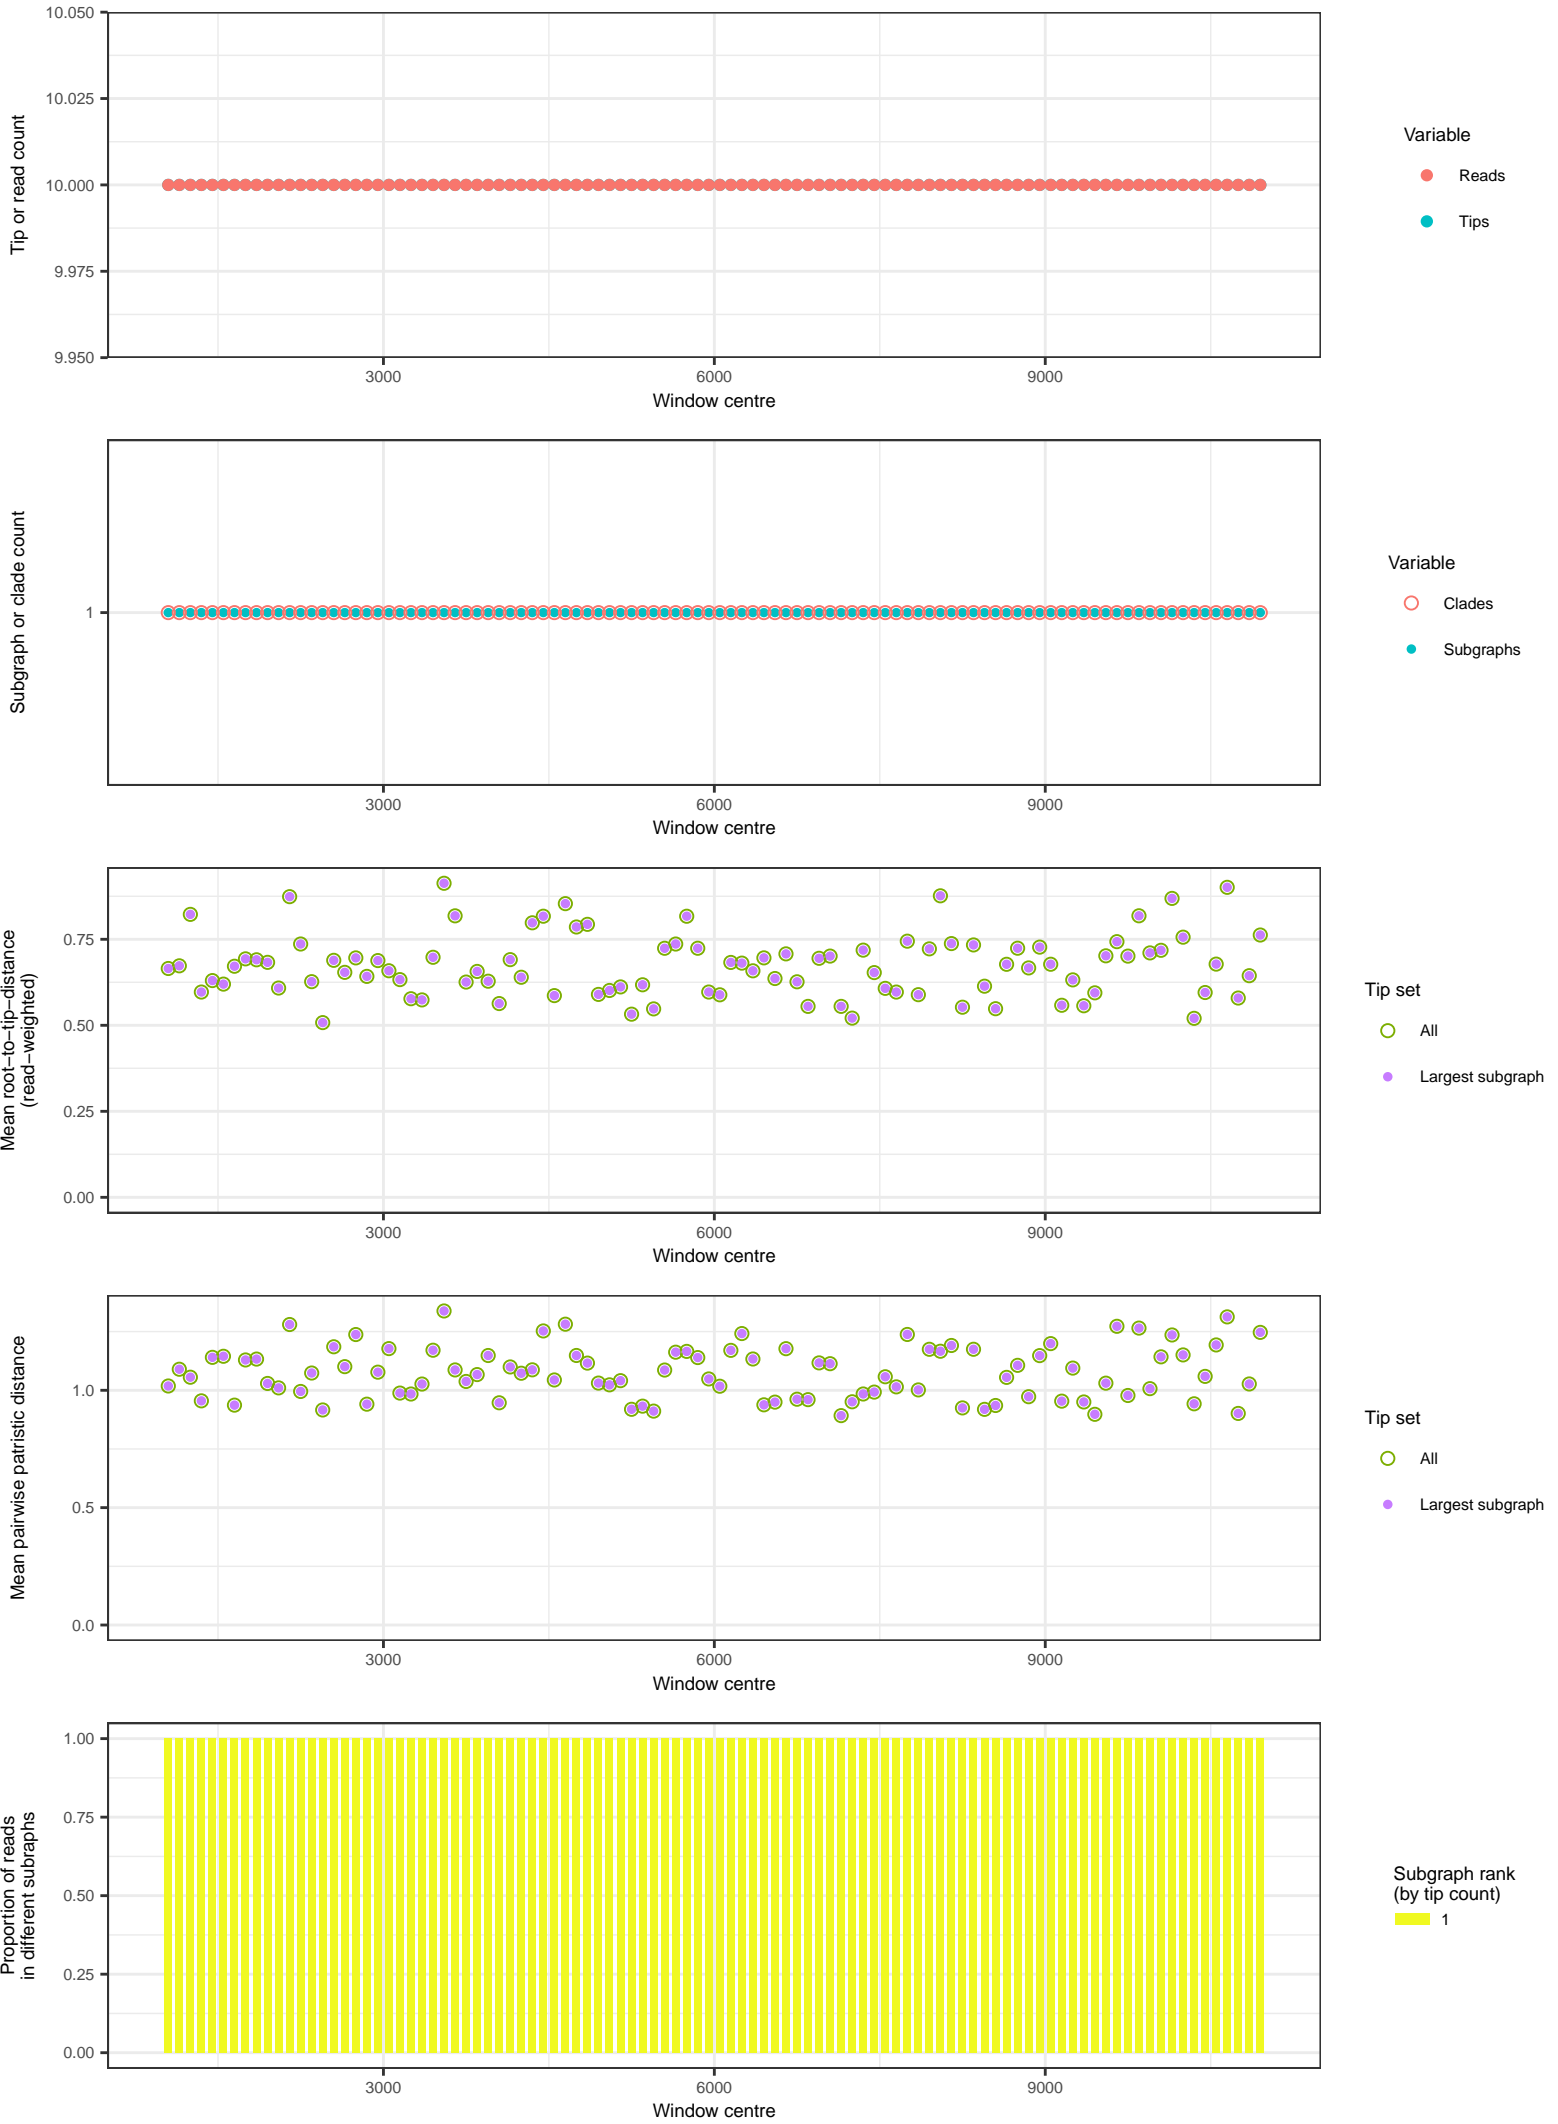 10.050
10.025
10.000
9.975
9.950
Tip or read count
3000
6000
9000
Window centre
Variable
Reads
Tips
1
Subgraph or clade count
3000
6000
9000
Window centre
Variable
Clades
Subgraphs
0.75
0.50
0.25
0.00
Mean root−to−tip−distance
(read−weighted)
3000
6000
9000
Window centre
Tip set
All
Largest subgraph
1.0
0.5
0.0
Mean pairwise patristic distance
3000
6000
9000
Window centre
Tip set
All
Largest subgraph
1.00
0.75
0.50
0.25
0.00
Proportion of reads
in different subraphs
3000
6000
9000
Window centre
Subgraph rank
(by tip count)
1